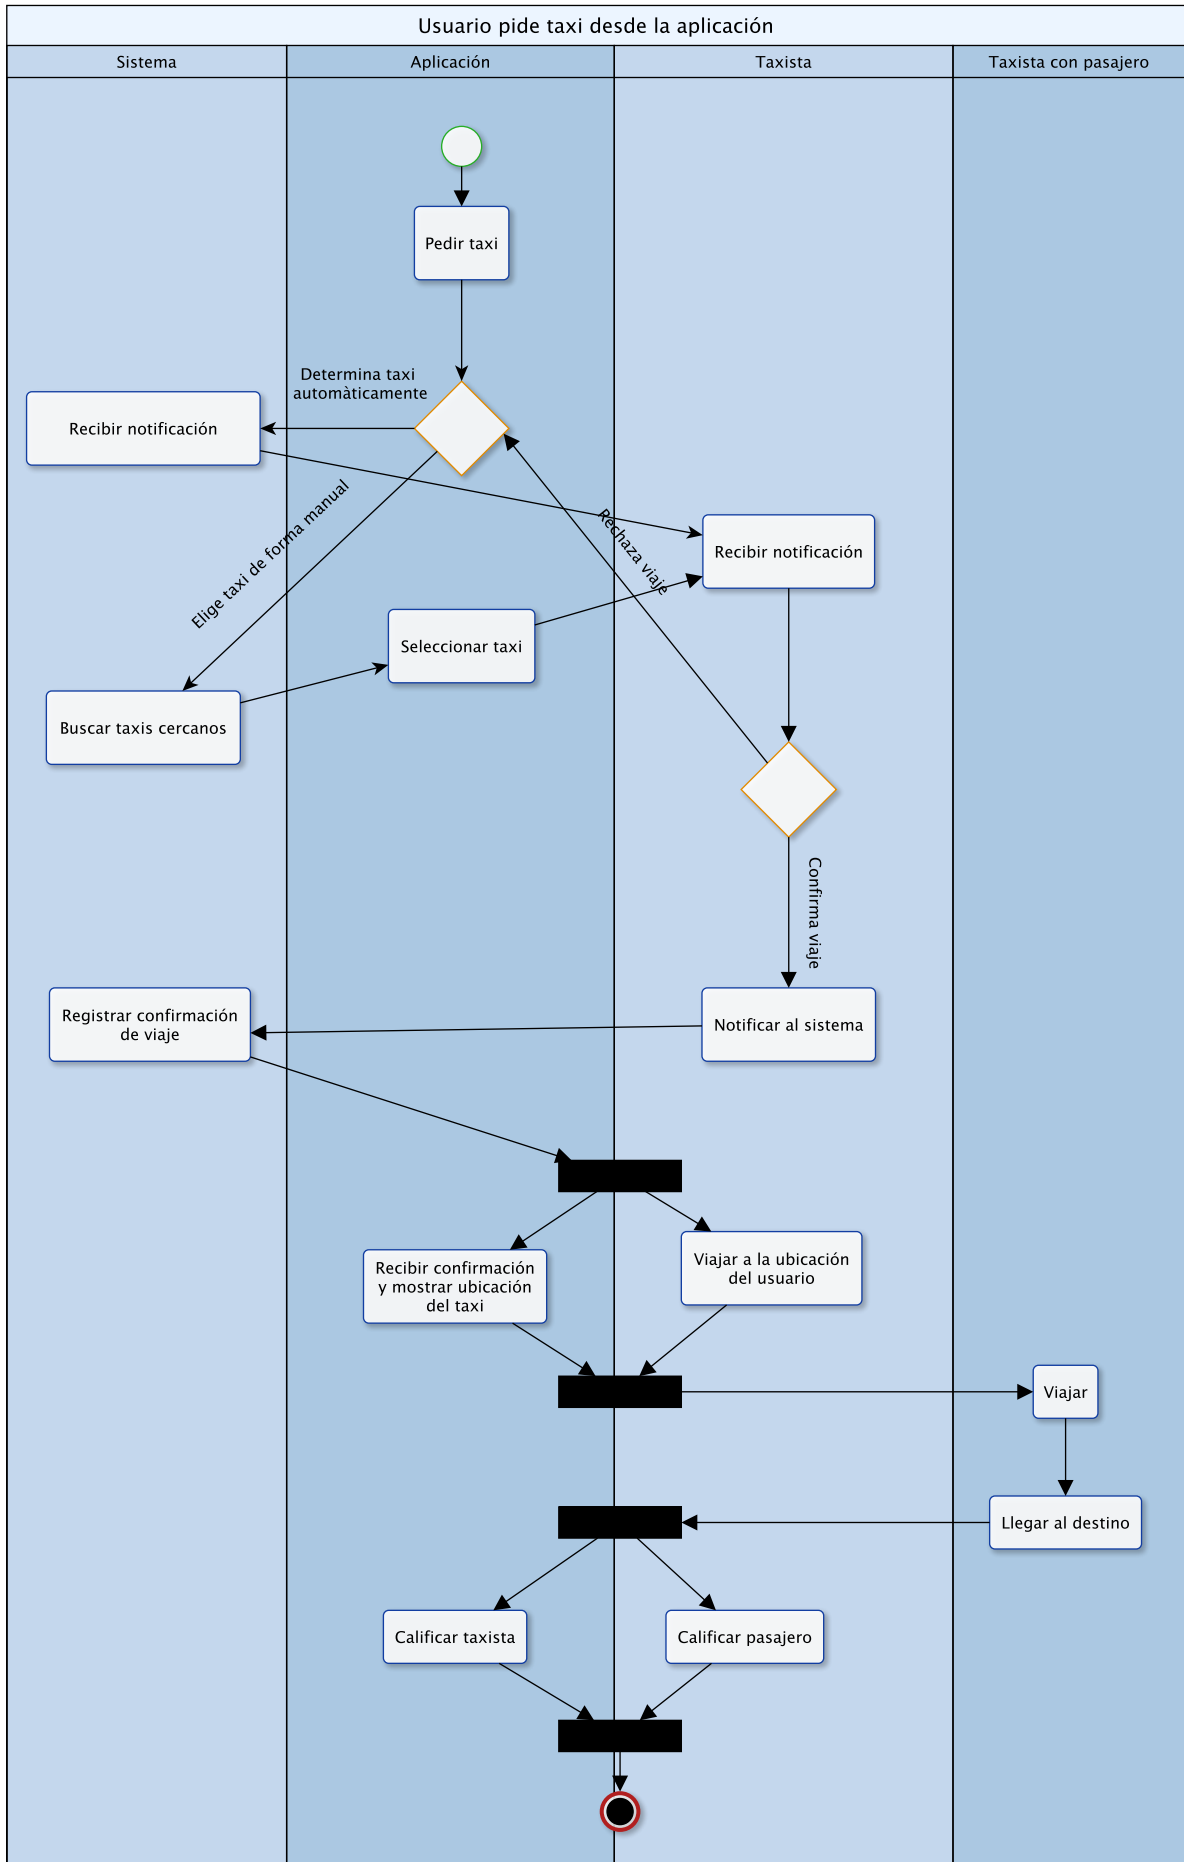 Usuario pide taxi desde la aplicación
Sistema
Aplicación
Taxista
Taxista con pasajero
Pedir taxi
Determina taxi
automàticamente
Recibir notificación
Elige taxi de forma manual
Rechaza viaje
Recibir notificación
Seleccionar taxi
Buscar taxis cercanos
Confirma viaje
Registrar confirmación
de viaje
Notificar al sistema
Recibir confirmación
y mostrar ubicación
del taxi
Viajar a la ubicación
del usuario
Viajar
Llegar al destino
Calificar taxista
Calificar pasajero